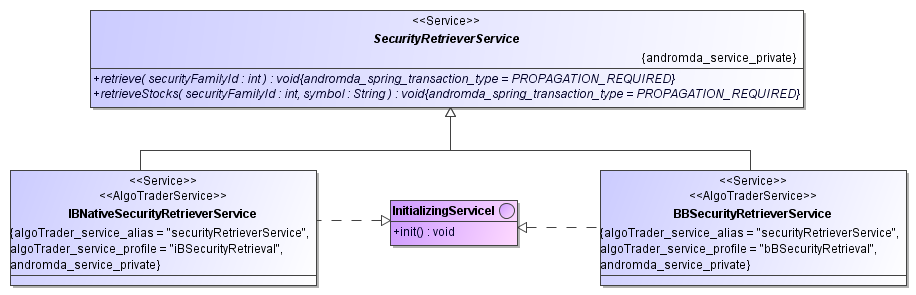 <<Service>>
SecurityRetrieverService
{andromda_service_private}
+retrieve( securityFamilyId : int ) : void{andromda_spring_transaction_type = PROPAGATION_REQUIRED}
+retrieveStocks( securityFamilyId : int, symbol : String ) : void{andromda_spring_transaction_type = PROPAGATION_REQUIRED}
<<Service>>
<<AlgoTraderService>>
IBNativeSecurityRetrieverService
{algoTrader_service_alias = "securityRetrieverService",
algoTrader_service_profile = "iBSecurityRetrieval",
andromda_service_private}
InitializingServiceI
+init() : void
<<Service>>
<<AlgoTraderService>>
BBSecurityRetrieverService
{algoTrader_service_alias = "securityRetrieverService",
algoTrader_service_profile = "bBSecurityRetrieval",
andromda_service_private}